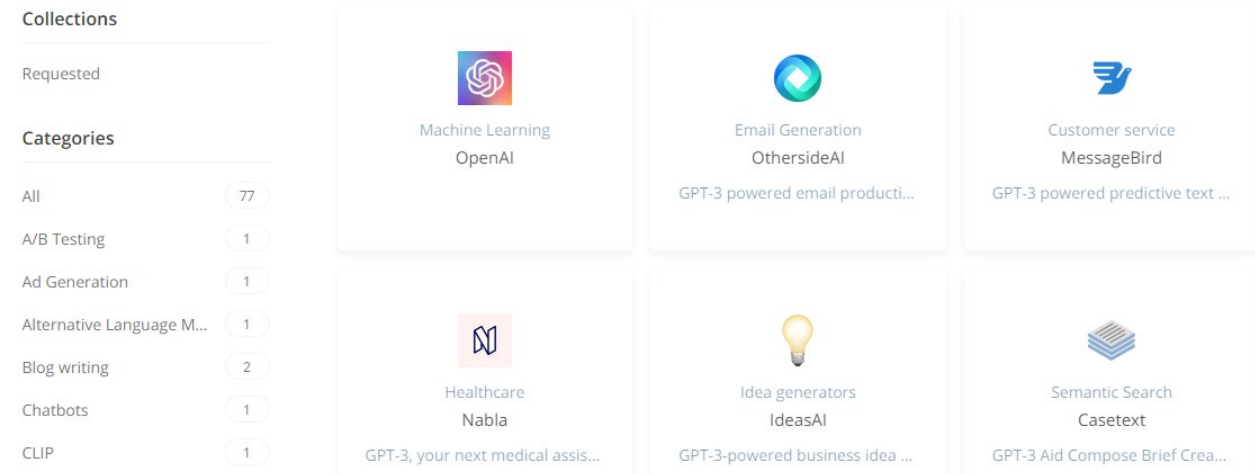 Collections
Requested
Categories
All 77
A/B Testing 1
Ad Generation 1
Alternative Language M... 1
Blog writing 2
Chatbots 1
CLIP 1
Machine Learning
OpenAI
Email Generation
OthersideAI
GPT-3 powered email producti...
Customer service
MessageBird
GPT-3 powered predictive text ...
Healthcare
Nabla
GPT-3, your next medical assis...
Idea generators
IdeasAI
GPT-3-powered business idea ...
Semantic Search
Casetext
GPT-3 Aid Compose Brief Crea...